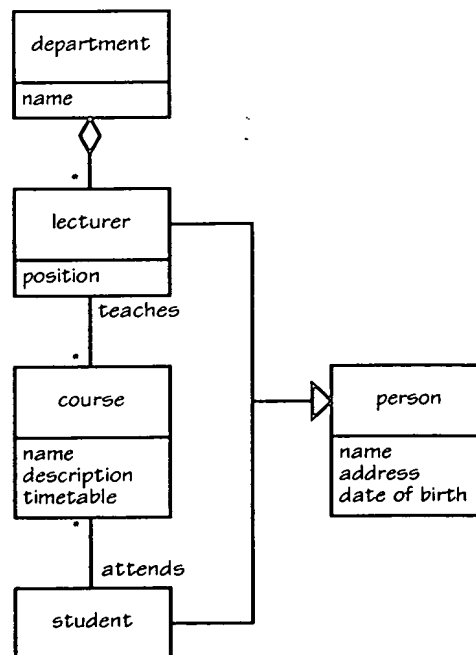 department
name
*
lecturer
position
teaches
*
course
name
description
timetable
*
attends
student
person
name
address
date of birth